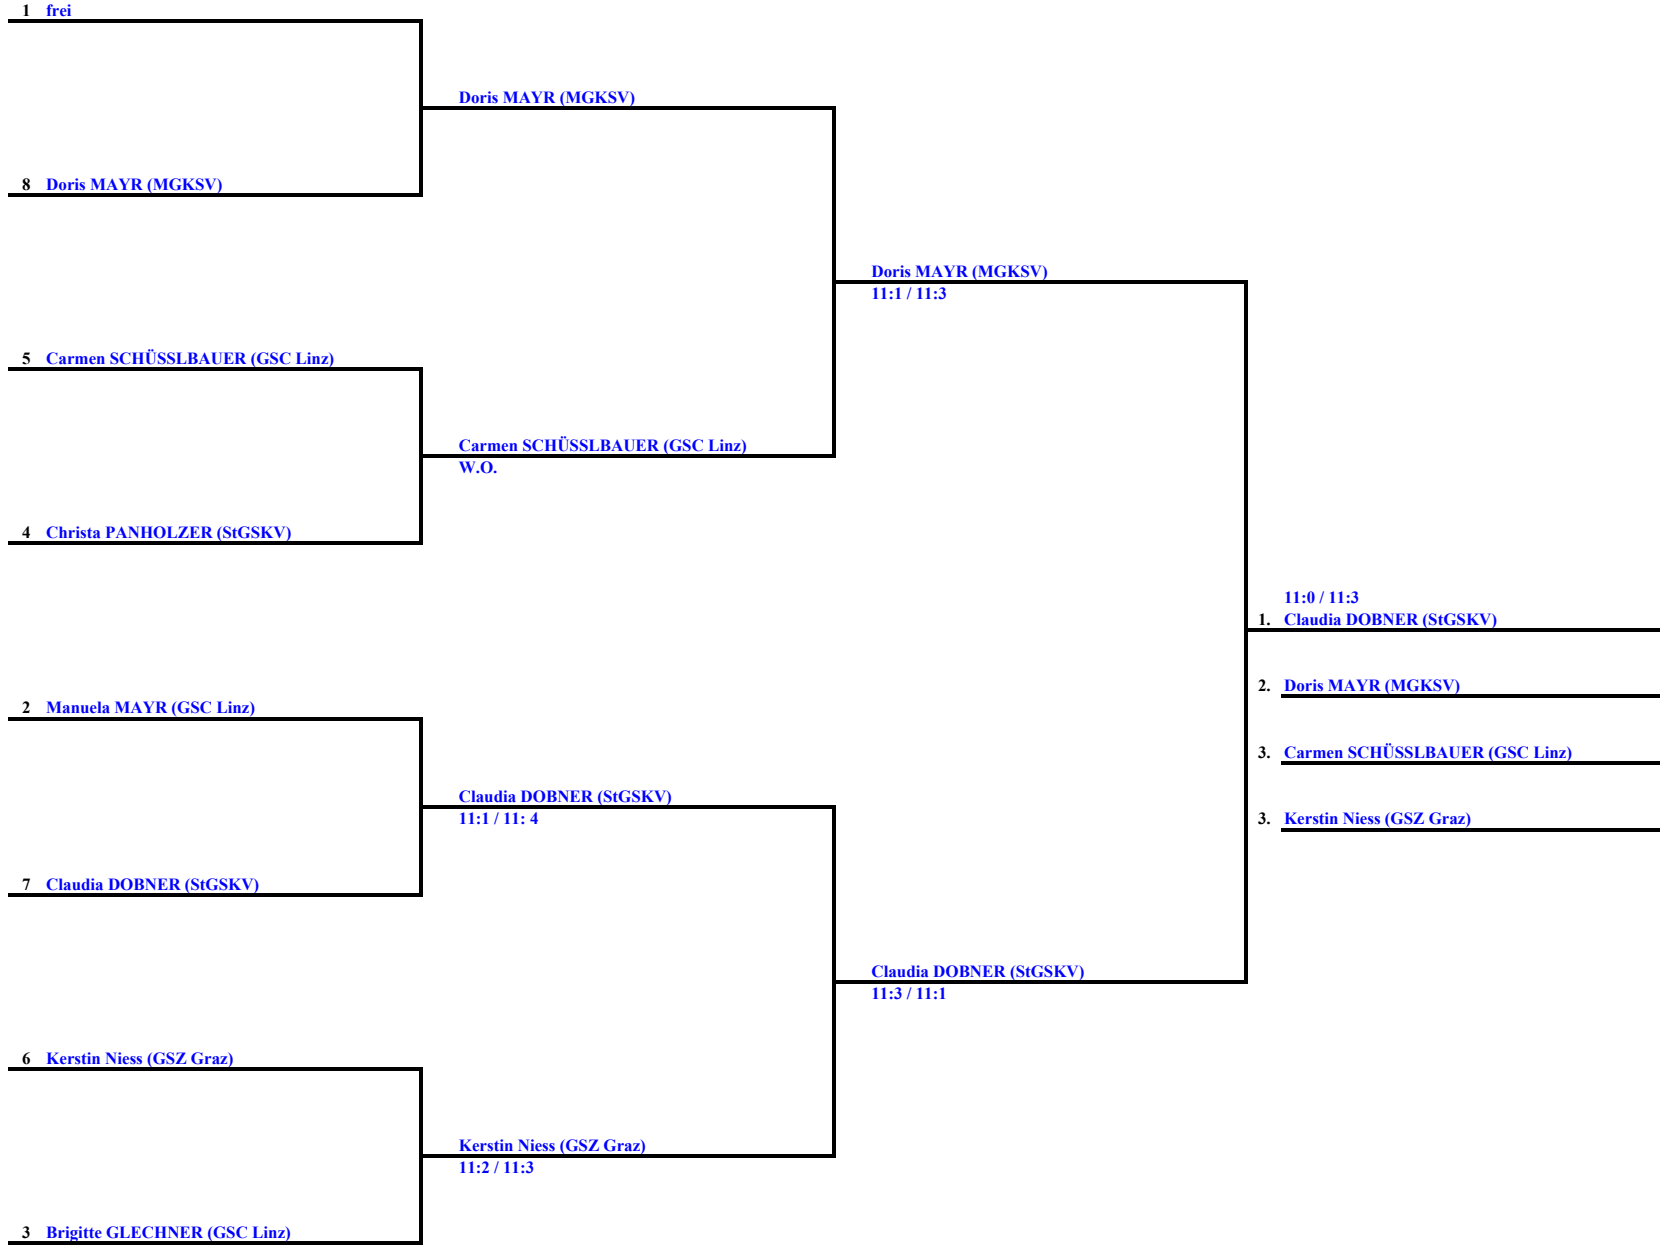 1 frei
Doris MAYR (MGKSV)
8 Doris MAYR (MGKSV)
Doris MAYR (MGKSV)
11:1 / 11:3
5 Carmen SCHÜSSLBAUER (GSC Linz)
Carmen SCHÜSSLBAUER (GSC Linz)
W.O.
4 Christa PANHOLZER (StGSKV)
11:0 / 11:3
1. Claudia DOBNER (StGSKV)
2. Doris MAYR (MGKSV)
2 Manuela MAYR (GSC Linz)
3. Carmen SCHÜSSLBAUER (GSC Linz)
Claudia DOBNER (StGSKV)
11:1 / 11: 4
3. Kerstin Niess (GSZ Graz)
7 Claudia DOBNER (StGSKV)
Claudia DOBNER (StGSKV)
11:3 / 11:1
6 Kerstin Niess (GSZ Graz)
Kerstin Niess (GSZ Graz)
11:2 / 11:3
3 Brigitte GLECHNER (GSC Linz)